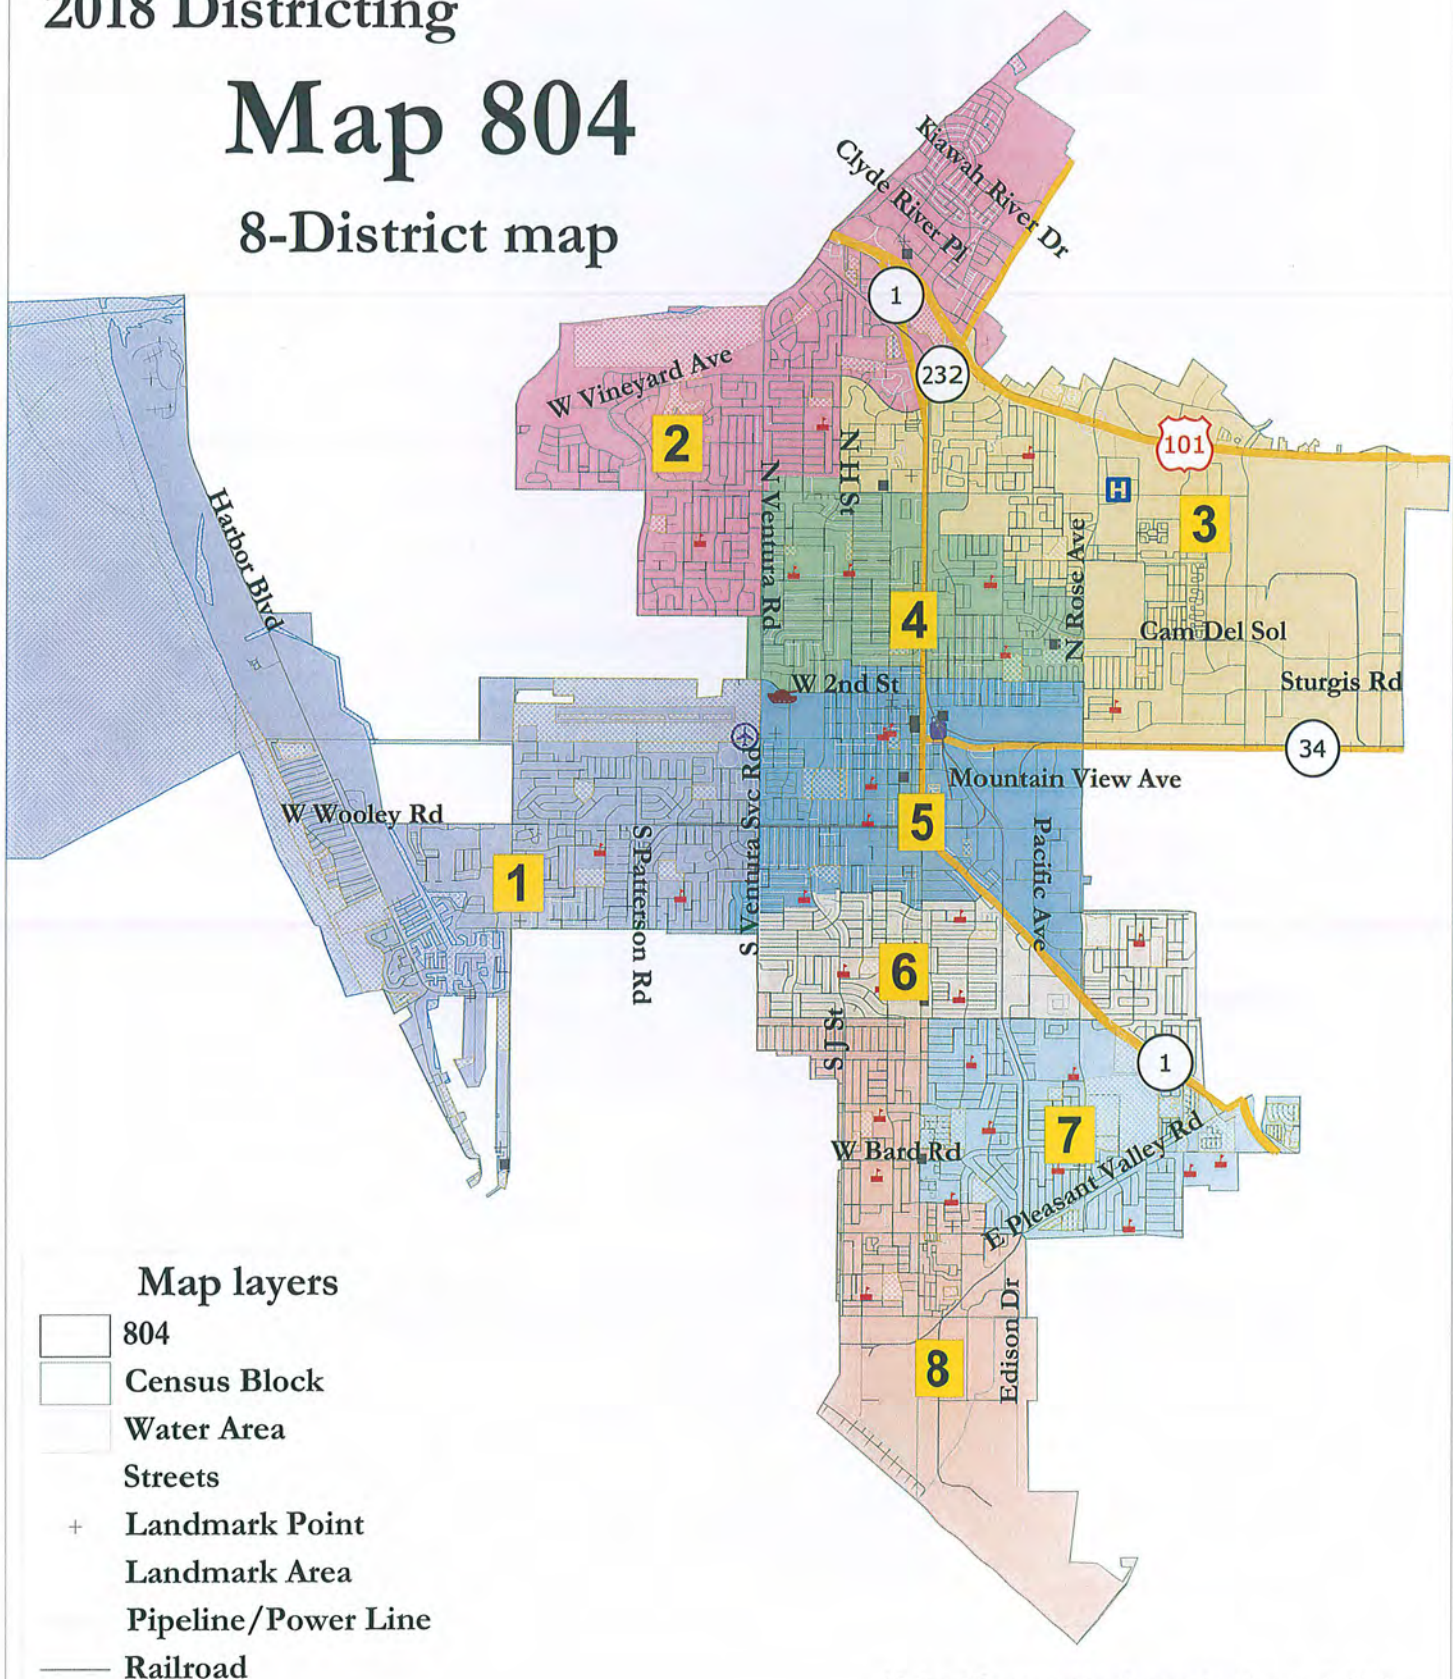 2018 Districting
Map 804
8-District map
Kiawah River Dr
Clyde River Pl
1
232
W Vineyard Ave
2
N H St
101
H
3
N Ventura Rd
Harbor Blvd
N Rose Ave
4
Cam Del Sol
W 2nd St
Sturgis Rd
34
Mountain View Ave
S Ventura Svc Rd
W Wooley Rd
5
Pacific Ave
S Patterson Rd
1
6
S J St
1
7
W Bard Rd
E Pleasant Valley Rd
Edison Dr
8
Map layers
804
Census Block
Water Area
Streets
Landmark Point
Landmark Area
Pipeline/Power Line
Railroad